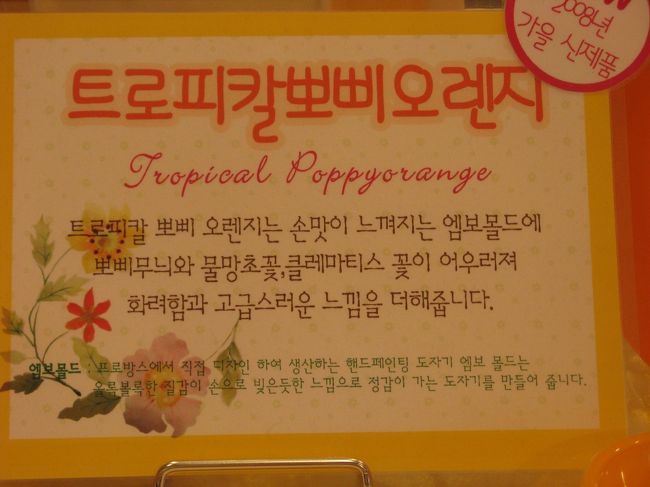 2008년
가을 신제품
트로피칼뽀삐오렌지
Tropical Poppyorange
트로피칼 뽀삐 오렌지는 손맛이 느껴지는 엠보몰드에
뽀삐무늬와 물망초꽃,클레마티스 꽃이 어우러져
화려함과 고급스러운 느낌을 더해줍니다.
엠보몰드 : 프로방스에서 직접 디자인 하여 생산하는 핸드페인팅 도자기 엠보 몰드는
올록볼록한 질감이 손으로 빚은듯한 느낌으로 정감이 가는 도자기를 만들어 줍니다.